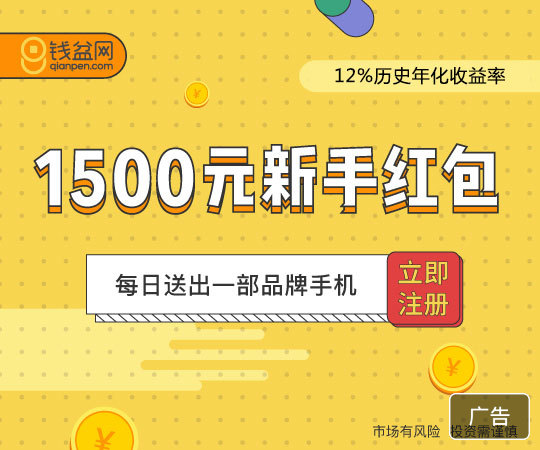 钱盆网
qianpen.com
12%历史年化收益率
1500元新手红包
每日送出一部品牌手机
立即
注册
市场有风险 投资需谨慎
广告